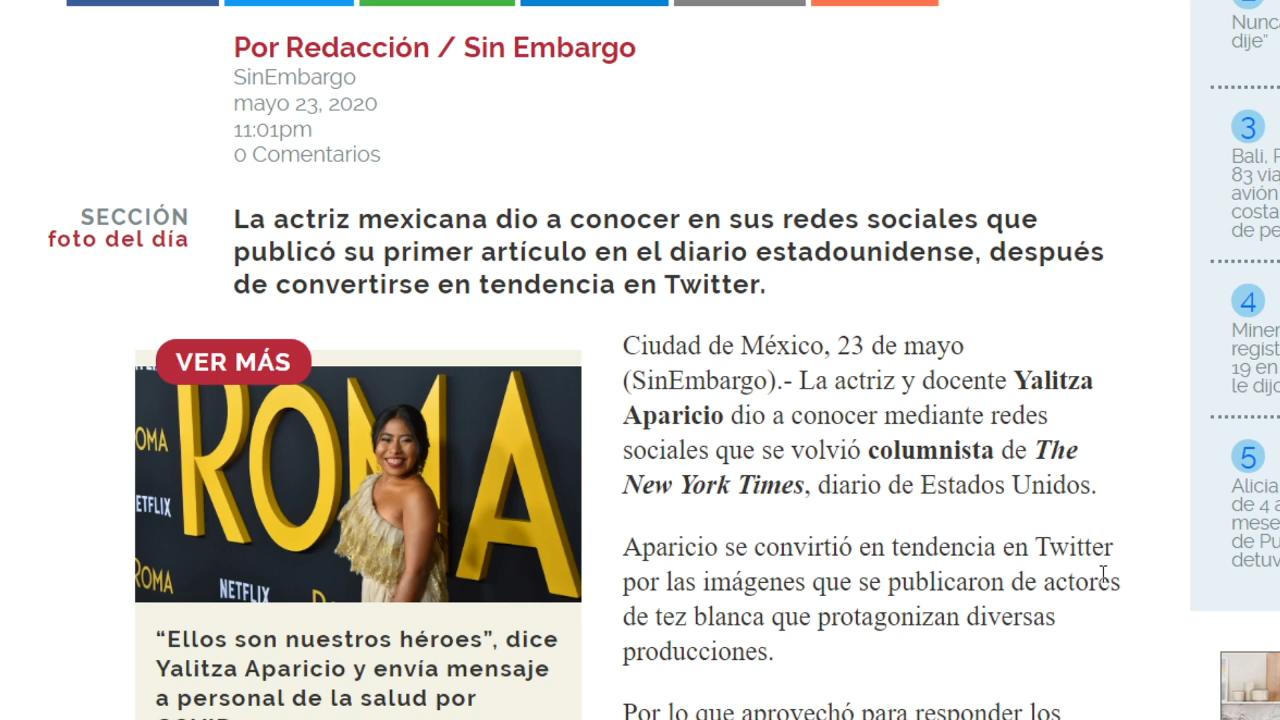 Por Redacción / Sin Embargo
SinEmbargo
mayo 23, 2020
11:01pm
0 Comentarios
SECCIÓN
foto del día
La actriz mexicana dio a conocer en sus redes sociales que
publicó su primer artículo en el diario estadounidense, después
de convertirse en tendencia en Twitter.
VER MÁS
ROMA
OMA
ETFLIX
ROMA
NETFLIX
“Ellos son nuestros héroes”, dice
Yalitza Aparicio y envía mensaje
a personal de la salud por
Ciudad de México, 23 de mayo
(SinEmbargo).- La actriz y docente Yalitza
Aparicio dio a conocer mediante redes
sociales que se volvió columnista de The
New York Times, diario de Estados Unidos.
Aparicio se convirtió en tendencia en Twitter
por las imágenes que se publicaron de actores
de tez blanca que protagonizan diversas
producciones.
Por lo que aprovechó para responder los
Nunca
dije”
3
Bali, P
83 via
avión
costa
de pe
4
Miner
regist
19 en
le dijo
5
Alicia
de 4 a
mese
de Pu
detuv